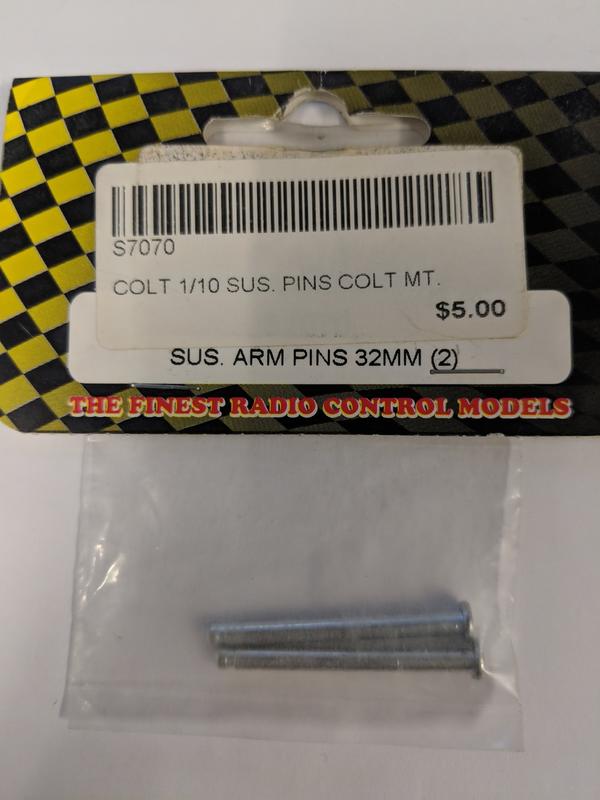 S7070
COLT 1/10 SUS. PINS COLT MT.
$5.00
SUS. ARM PINS 32MM (2)
THE FINEST RADIO CONTROL MODELS